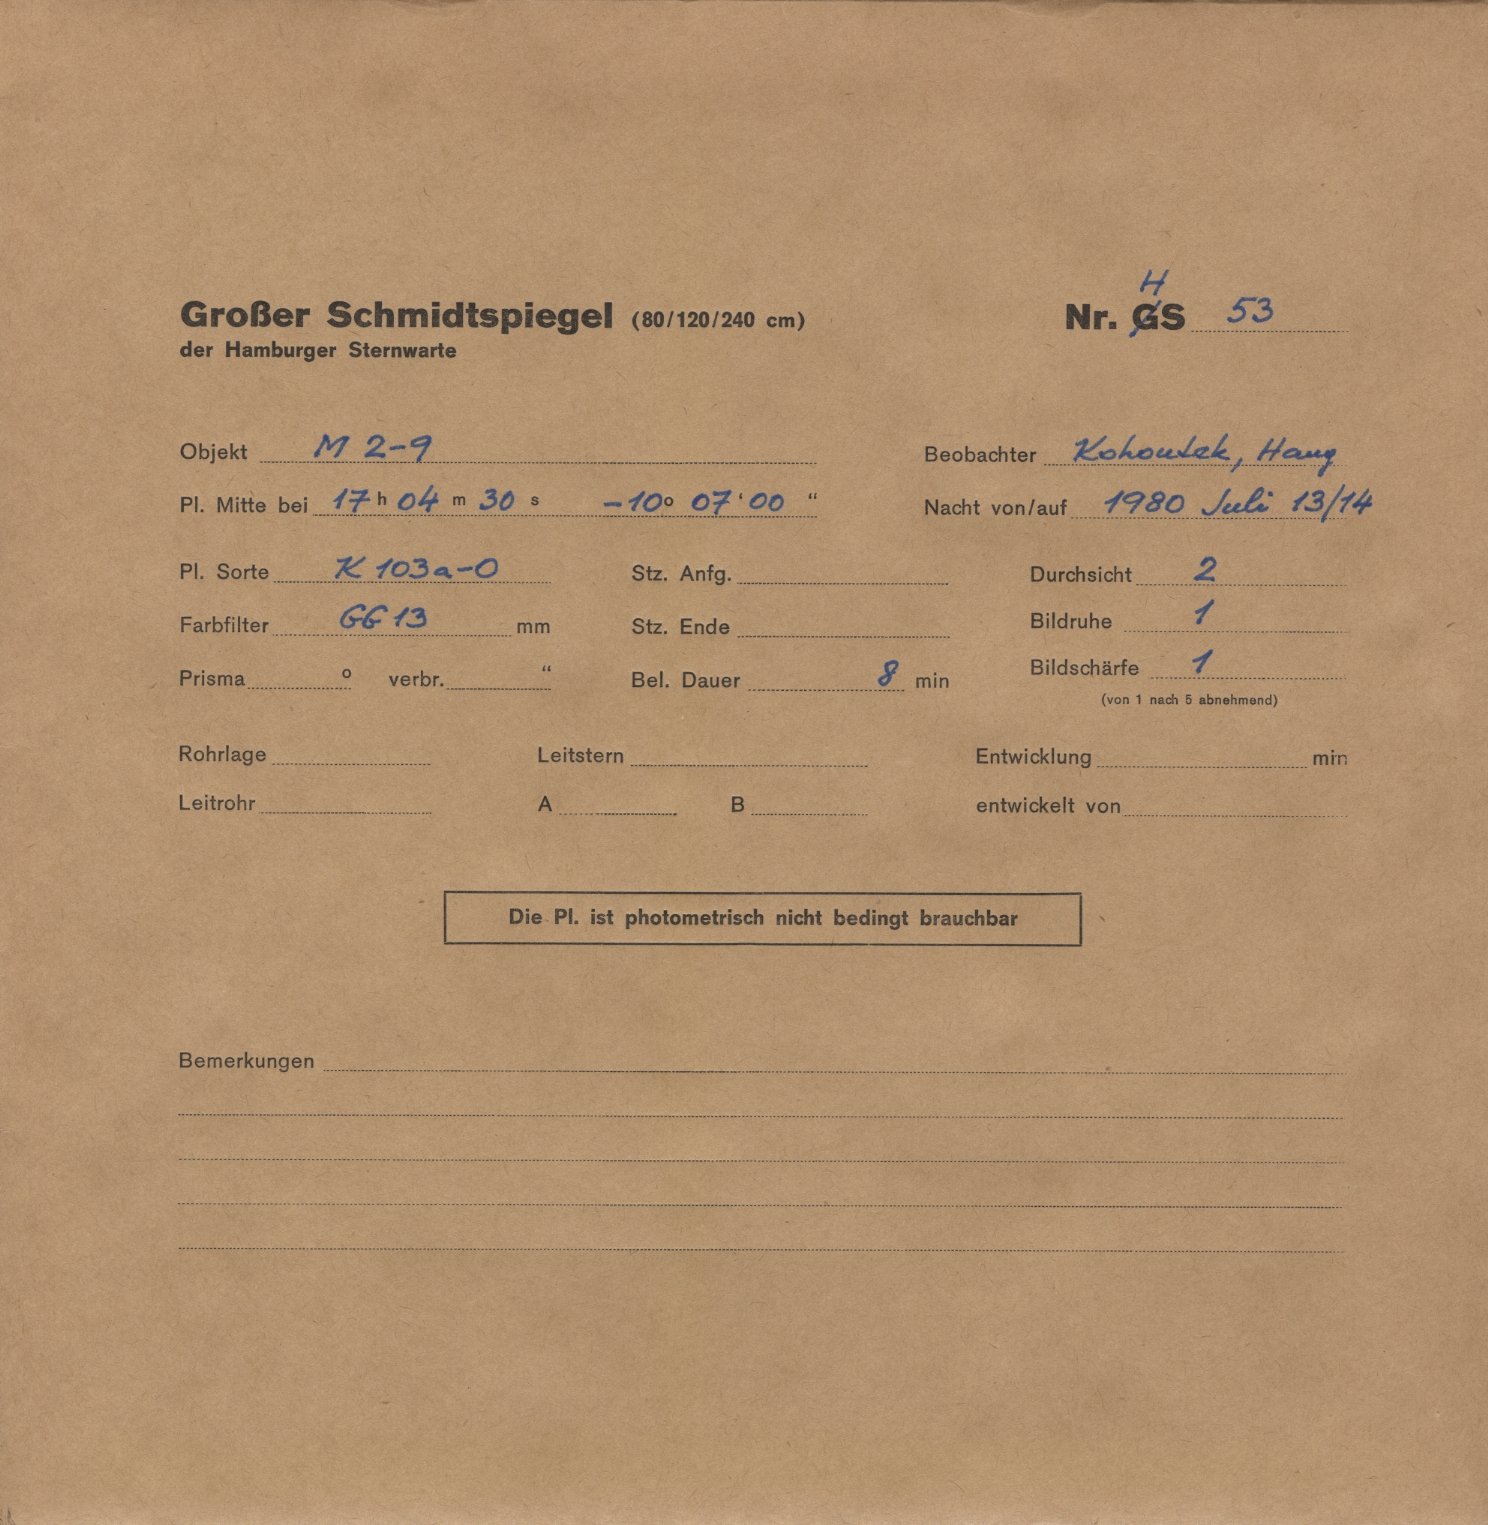 Großer Schmidtspiegel (80/120/240 cm)
der Hamburger Sternwarte
H
Nr. GS 53
Objekt M 2-9
Beobachter Kohoutek, Haug
Pl. Mitte bei 17 h 04 m 30 s -10° 07 ' 00 “
Nacht von/auf 1980 Juli 13/14
Pl. Sorte K 103a-O
Stz. Anfg.
Durchsicht 2
Farbfilter GG 13 mm
Stz. Ende
Bildruhe 1
Prisma ° verbr. “
Bel. Dauer 8 min
Bildschärfe 1
(von 1 nach 5 abnehmend)
Rohrlage
Leitstern
Entwicklung min
Leitrohr
A B
entwickelt von
Die Pl. ist photometrisch nicht bedingt brauchbar
Bemerkungen